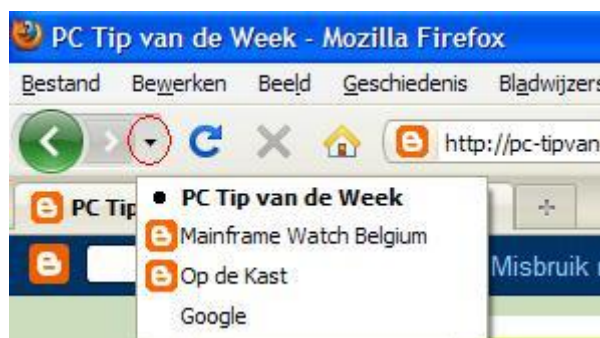 PC Tip van de Week - Mozilla Firefox
Bestand Bewerken Beeld Geschiedenis Bladwijzers
http://pc-tipvan
PC Tip
PC Tip van de Week
Mainframe Watch Belgium
Op de Kast
Google
Misbruik